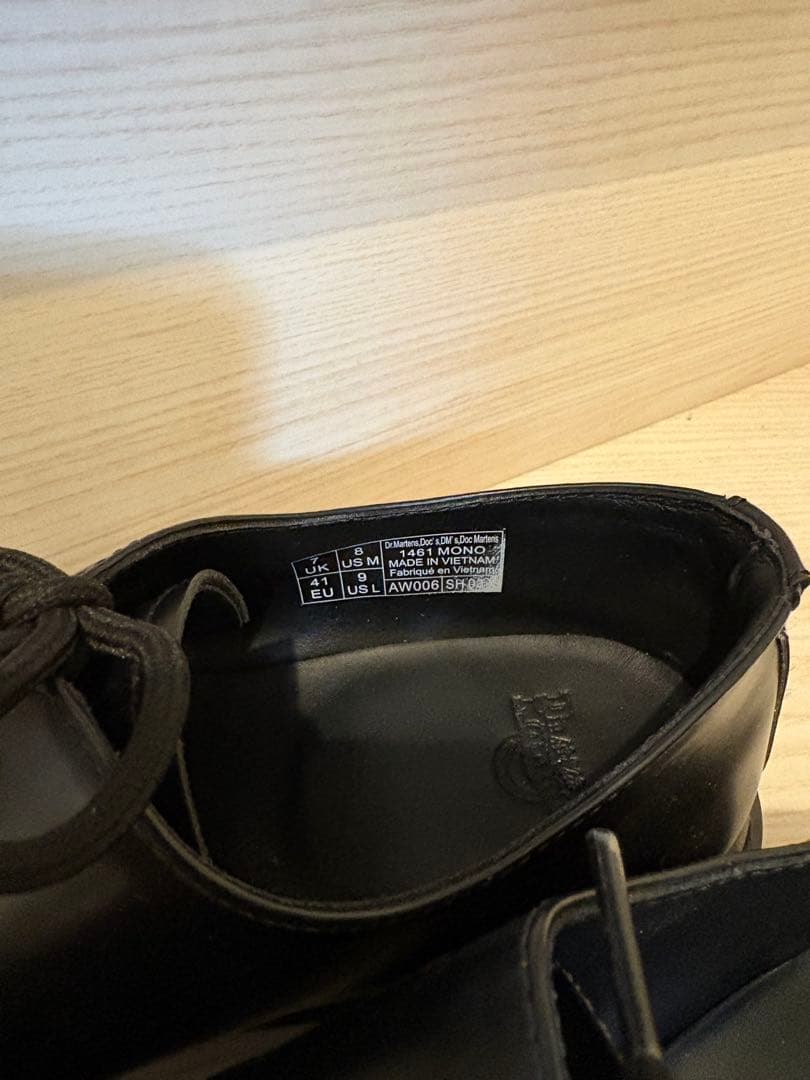 7 UK
8 US M
41 EU
9 US L
Dr.Martens,Doc's,DM's,Doc Martens
1461 MONO
MADE IN VIETNAM
Fabriqué en Vietnam
AW006